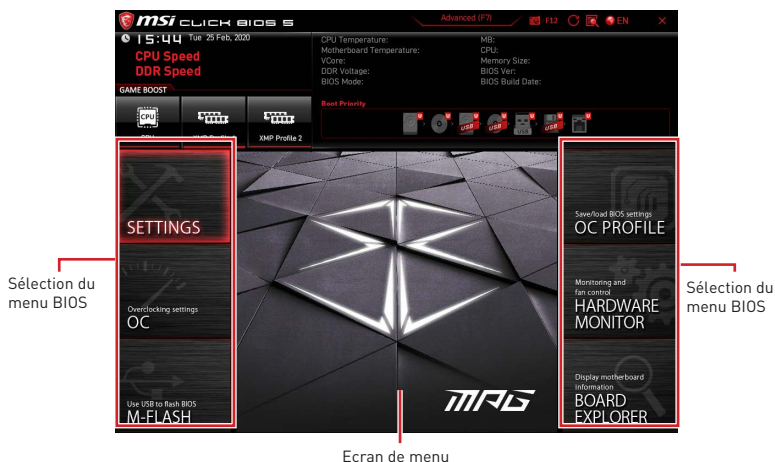 msi CLICK BIOS 5
Advanced (F7)
F12
EN
15:44 Tue 25 Feb, 2020
CPU Speed
DDR Speed
CPU Temperature:
Motherboard Temperature:
VCore:
DDR Voltage:
BIOS Mode:
MB:
CPU:
Memory Size:
BIOS Ver:
BIOS Build Date:
GAME BOOST
Boot Priority
CPU
U U U U U U U
USB USB USB USB
CPU
XMP Profile 1
XMP Profile 2
SETTINGS
Overclocking settings
OC
Use USB to flash BIOS
M-FLASH
Save/load BIOS settings
OC PROFILE
Monitoring and
fan control
HARDWARE
MONITOR
Display motherboard
information
BOARD
EXPLORER
MPG
Sélection du
menu BIOS
Sélection du
menu BIOS
Ecran de menu